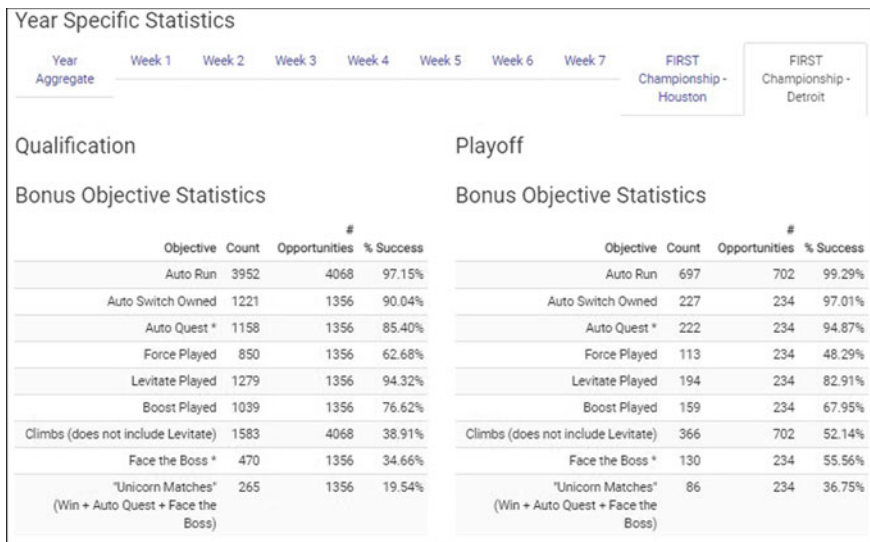 Year Specific Statistics
Year Aggregate Week 1 Week 2 Week 3 Week 4 Week 5 Week 6 Week 7 FIRST Championship - Houston FIRST Championship - Detroit
Qualification
Bonus Objective Statistics
Objective Count # Opportunities % Success
Auto Run 3952 4068 97.15%
Auto Switch Owned 1221 1356 90.04%
Auto Quest * 1158 1356 85.40%
Force Played 850 1356 62.68%
Levitate Played 1279 1356 94.32%
Boost Played 1039 1356 76.62%
Climbs (does not include Levitate) 1583 4068 38.91%
Face the Boss * 470 1356 34.66%
"Unicorn Matches" 265 1356 19.54%
(Win + Auto Quest + Face the
Boss)
Playoff
Bonus Objective Statistics
Objective Count # Opportunities % Success
Auto Run 697 702 99.29%
Auto Switch Owned 227 234 97.01%
Auto Quest * 222 234 94.87%
Force Played 113 234 48.29%
Levitate Played 194 234 82.91%
Boost Played 159 234 67.95%
Climbs (does not include Levitate) 366 702 52.14%
Face the Boss * 130 234 55.56%
"Unicorn Matches" 86 234 36.75%
(Win + Auto Quest + Face the
Boss)